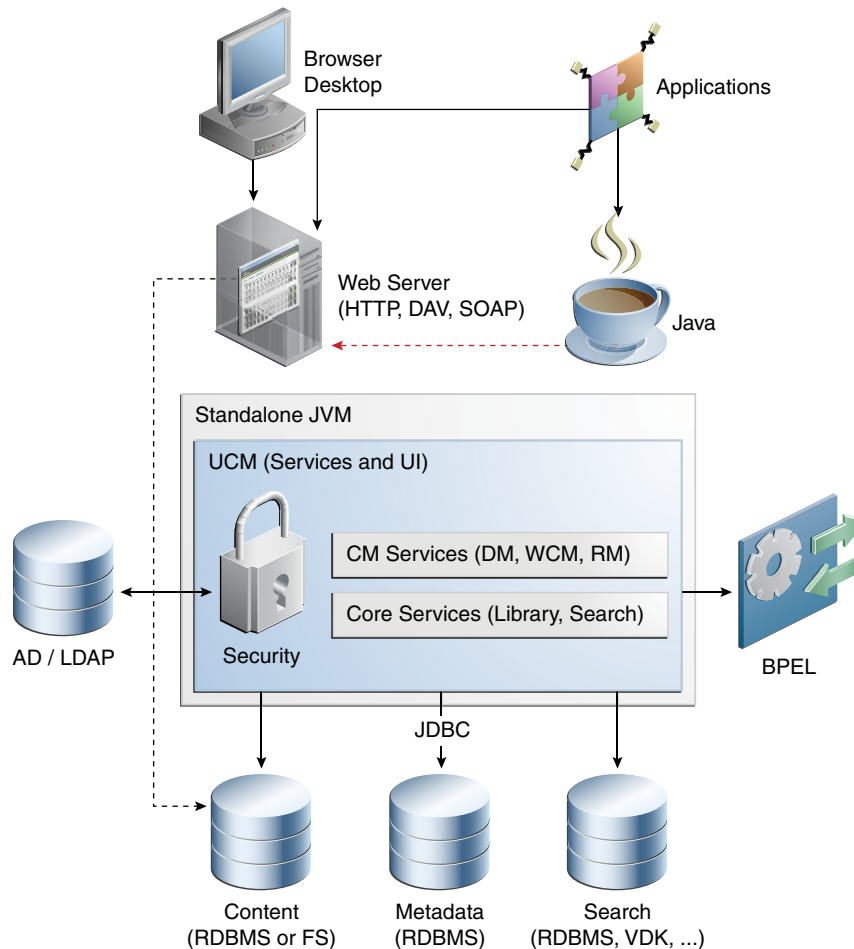 Browser
Desktop
Applications
Web Server
(HTTP, DAV, SOAP)
Java
Standalone JVM
UCM (Services and UI)
CM Services (DM, WCM, RM)
Core Services (Library, Search)
Security
AD / LDAP
BPEL
JDBC
Content
(RDBMS or FS)
Metadata
(RDBMS)
Search
(RDBMS, VDK, ...)